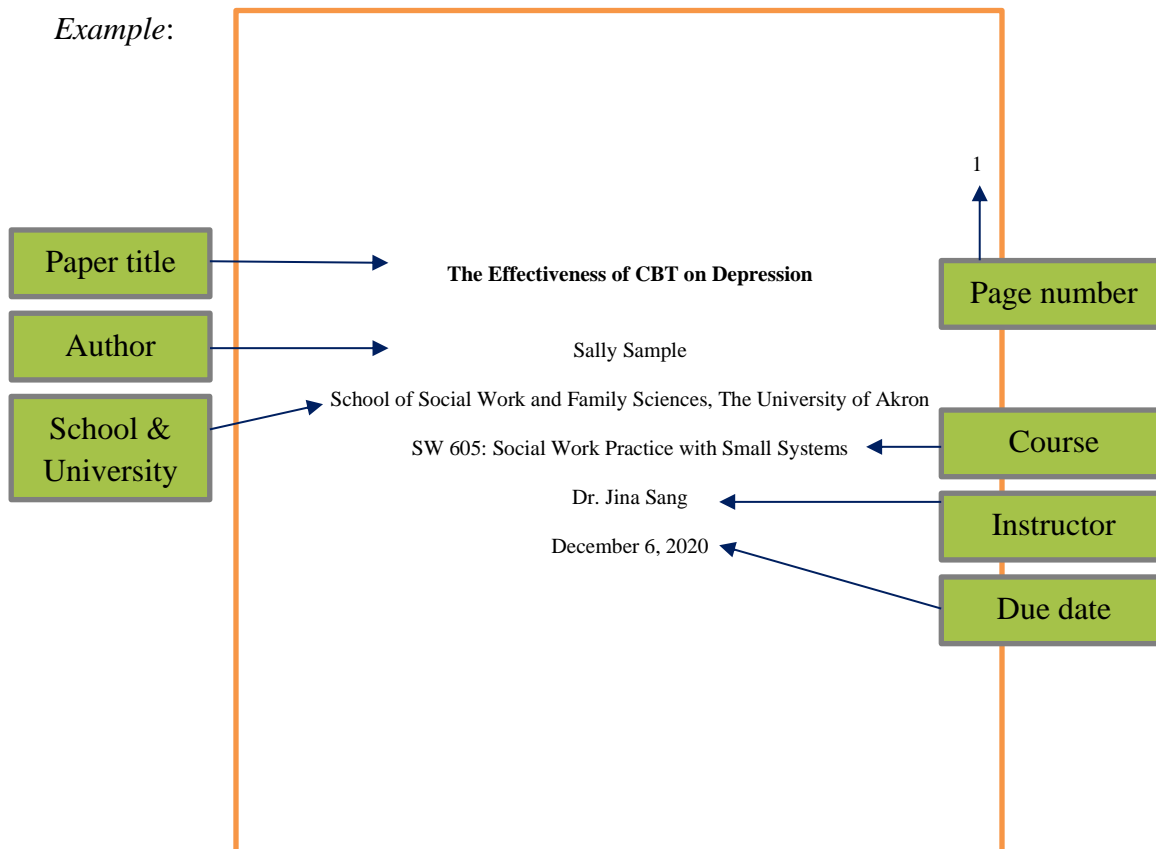 Example:
1
Paper title
The Effectiveness of CBT on Depression
Page number
Author
Sally Sample
School &
University
School of Social Work and Family Sciences, The University of Akron
SW 605: Social Work Practice with Small Systems
Course
Dr. Jina Sang
Instructor
December 6, 2020
Due date